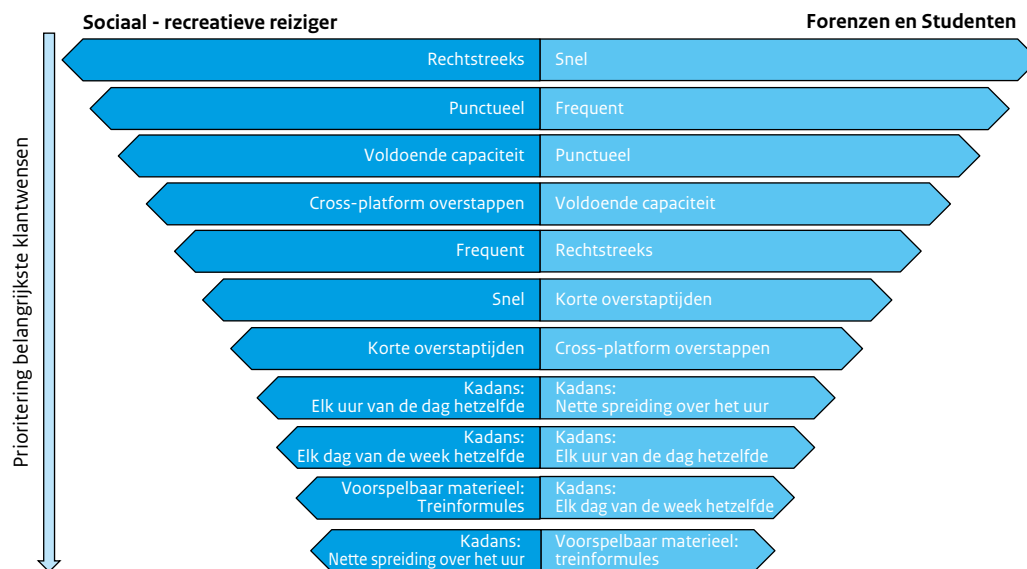 Sociaal - recreatieve reiziger
Forenzen en Studenten
Prioritering belangrijkste klantwensen
Rechtstreeks
Snel
Punctueel
Frequent
Voldoende capaciteit
Punctueel
Cross-platform overstappen
Voldoende capaciteit
Frequent
Rechtstreeks
Snel
Korte overstaptijden
Korte overstaptijden
Cross-platform overstappen
Kadans:
Elk uur van de dag hetzelfde
Kadans:
Nette spreiding over het uur
Kadans:
Elk dag van de week hetzelfde
Kadans:
Elk uur van de dag hetzelfde
Voorspelbaar materieel:
Treinformules
Kadans:
Elk dag van de week hetzelfde
Kadans:
Nette spreiding over het uur
Voorspelbaar materieel:
treinformules